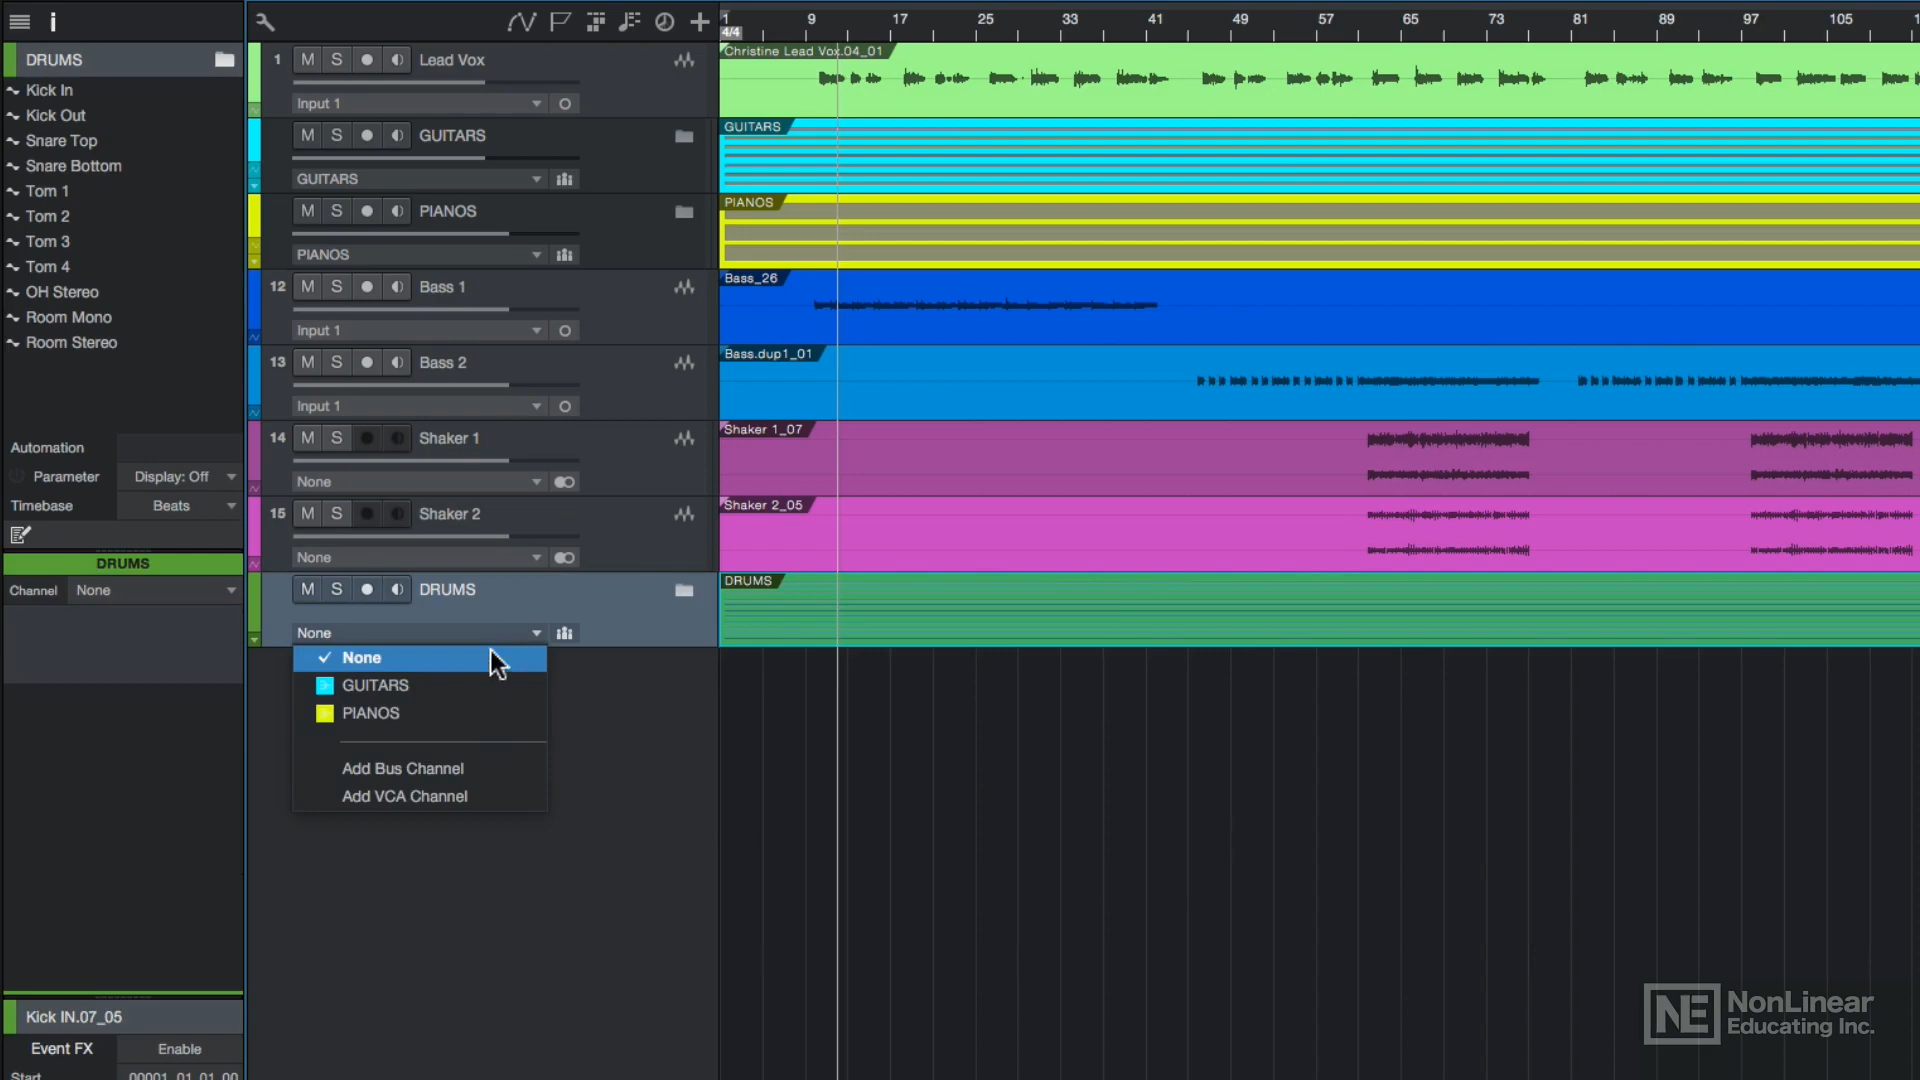 1 9 17 25 33 41 49 57 65 73 81 89 97 105
4/4
DRUMS
Kick In
Kick Out
Snare Top
Snare Bottom
Tom 1
Tom 2
Tom 3
Tom 4
OH Stereo
Room Mono
Room Stereo
Automation
Parameter Display: Off
Timebase Beats
DRUMS
Channel None
Kick IN.07_05
Event FX Enable
Start 00001.01.01.00
1 M S Lead Vox
Input 1
M S GUITARS
GUITARS
M S PIANOS
PIANOS
12 M S Bass 1
Input 1
13 M S Bass 2
Input 1
14 M S Shaker 1
None
15 M S Shaker 2
None
M S DRUMS
None
None
GUITARS
PIANOS
Add Bus Channel
Add VCA Channel
Christine Lead Vox.04_01
GUITARS
PIANOS
Bass_26
Bass.dup1_01
Shaker 1_07
Shaker 2_05
DRUMS
NE NonLinear
Educating Inc.